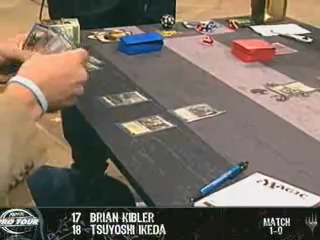 MAGIC
PRO TOUR
17 BRIAN KIBLER
18 TSUYOSHI IKEDA
MATCH
1-0